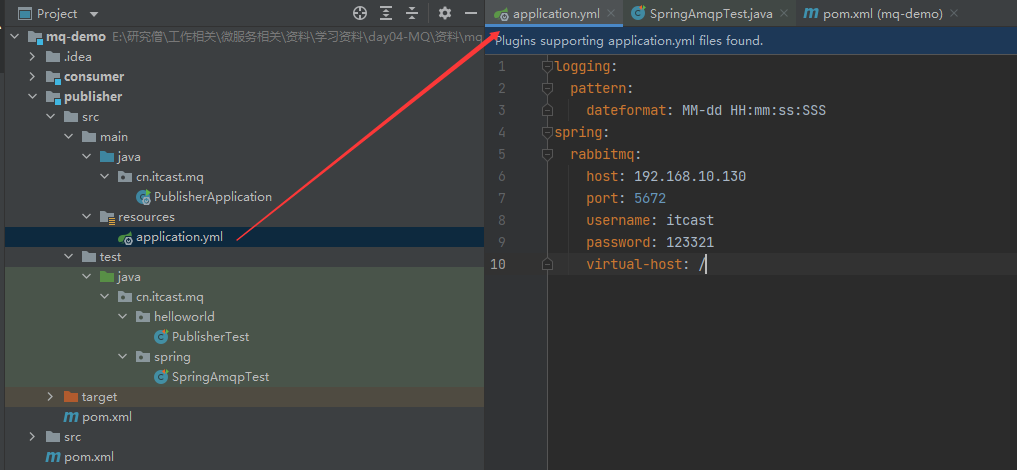 Project
mq-demo E:\研究僧\工作相关\微服务相关\资料\学习资料\day04-MQ\资料\mq
.idea
consumer
publisher
src
main
java
cn.itcast.mq
PublisherApplication
resources
application.yml
test
java
cn.itcast.mq
helloworld
PublisherTest
spring
SpringAmqpTest
target
pom.xml
src
pom.xml
application.yml SpringAmqpTest.java pom.xml (mq-demo)
Plugins supporting application.yml files found.
1 logging:
2 pattern:
3 dateformat: MM-dd HH:mm:ss:SSS
4 spring:
5 rabbitmq:
6 host: 192.168.10.130
7 port: 5672
8 username: itcast
9 password: 123321
10 virtual-host: /